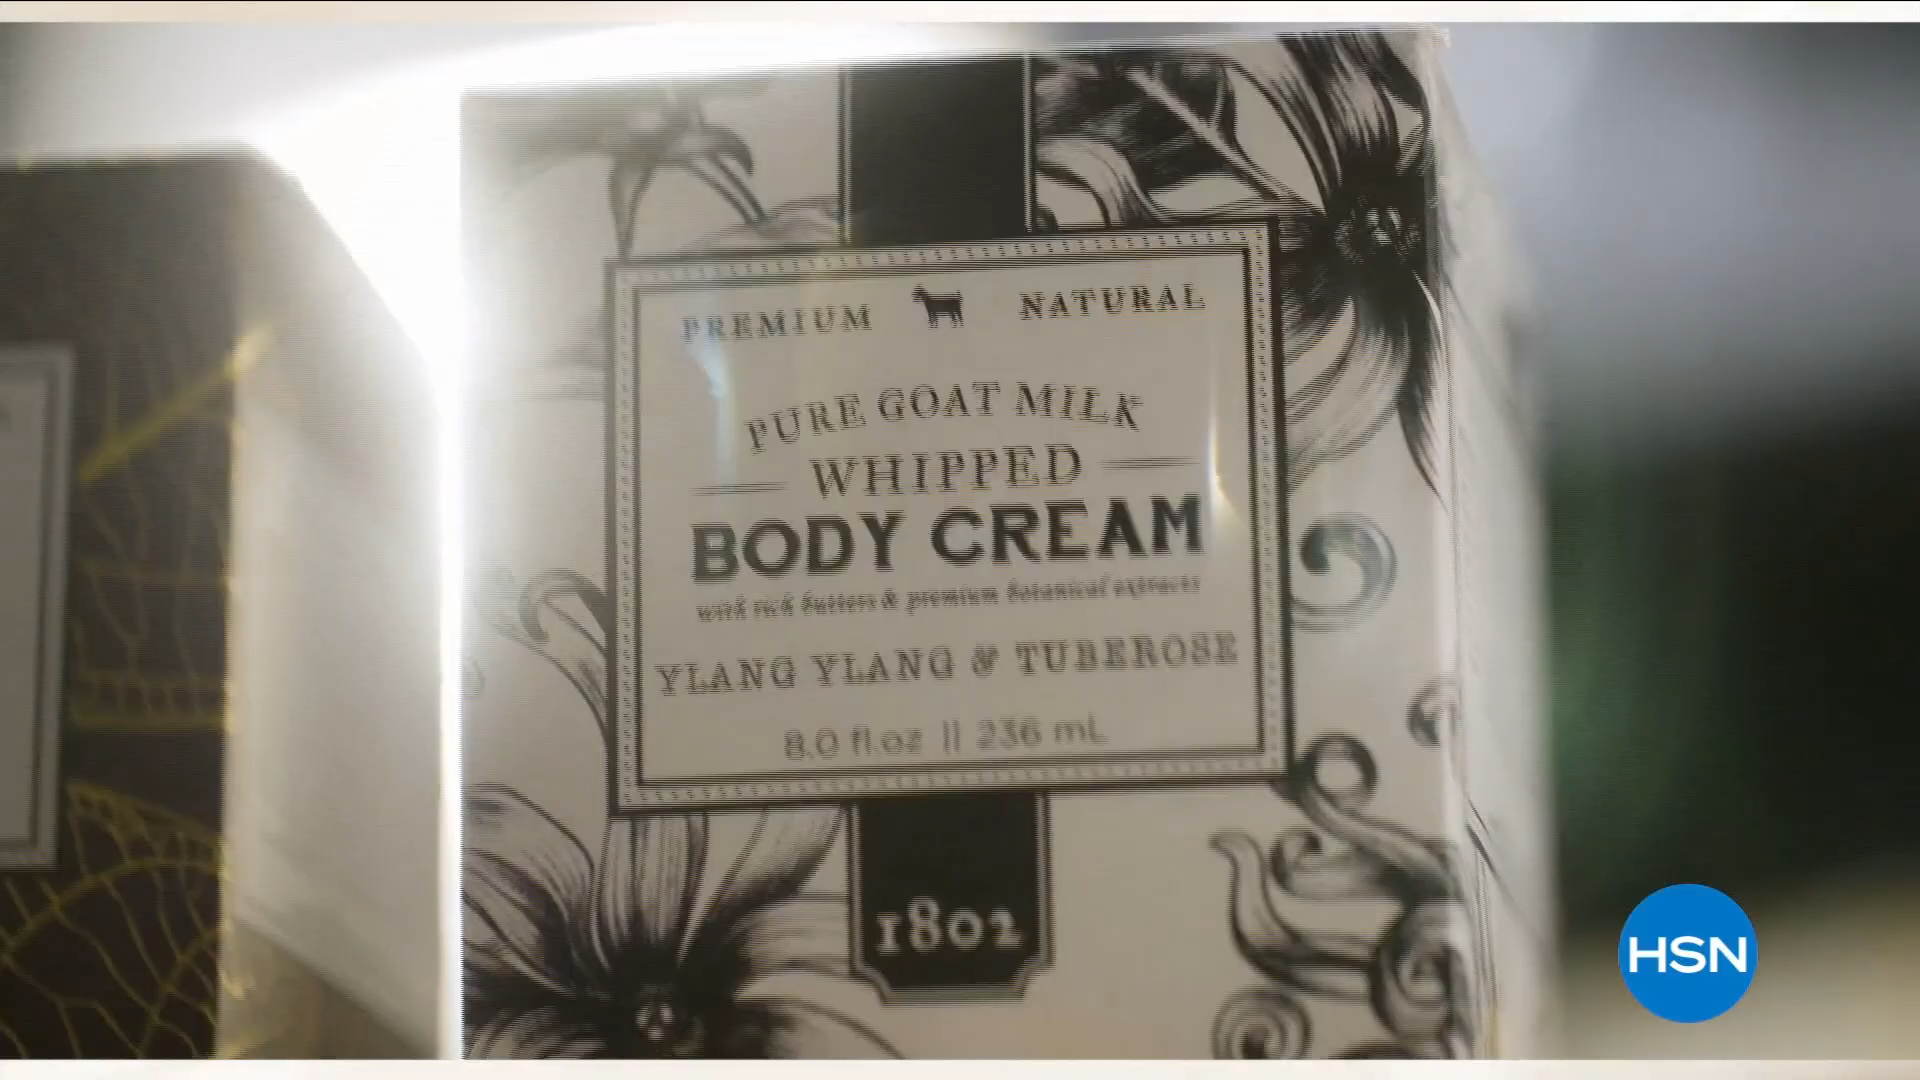 PREMIUM NATURAL
PURE GOAT MILK
WHIPPED
BODY CREAM
with rich butters & premium botanical extracts
YLANG YLANG & TUBEROSE
8.0 fl.oz || 236 mL
1802
HSN